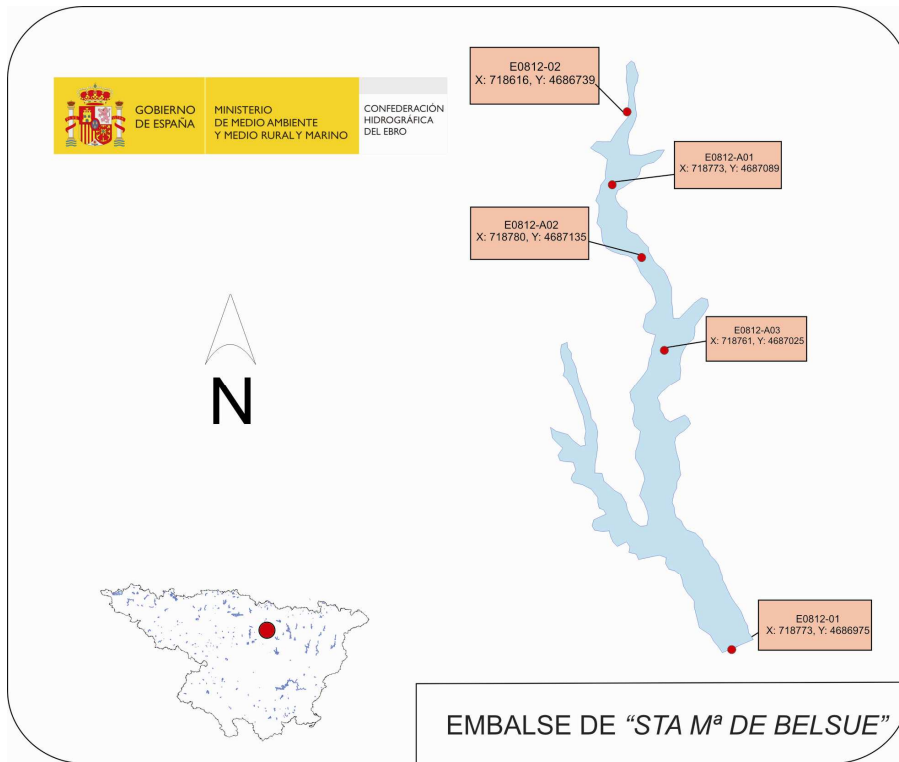 GOBIERNO
DE ESPAÑA
MINISTERIO
DE MEDIO AMBIENTE
Y MEDIO RURAL Y MARINO
CONFEDERACIÓN
HIDROGRÁFICA
DEL EBRO
E0812-02
X: 718616, Y: 4686739
E0812-A01
X: 718773, Y: 4687089
E0812-A02
X: 718780, Y: 4687135
E0812-A03
X: 718761, Y: 4687025
N
E0812-01
X: 718773, Y: 4686975
EMBALSE DE "STA Mª DE BELSUE"